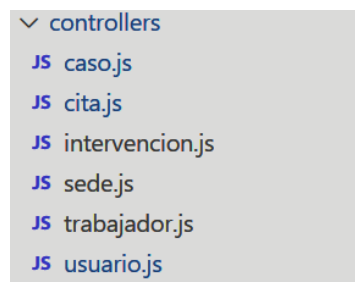 controllers
JS caso.js
JS cita.js
JS intervencion.js
JS sede.js
JS trabajador.js
JS usuario.js